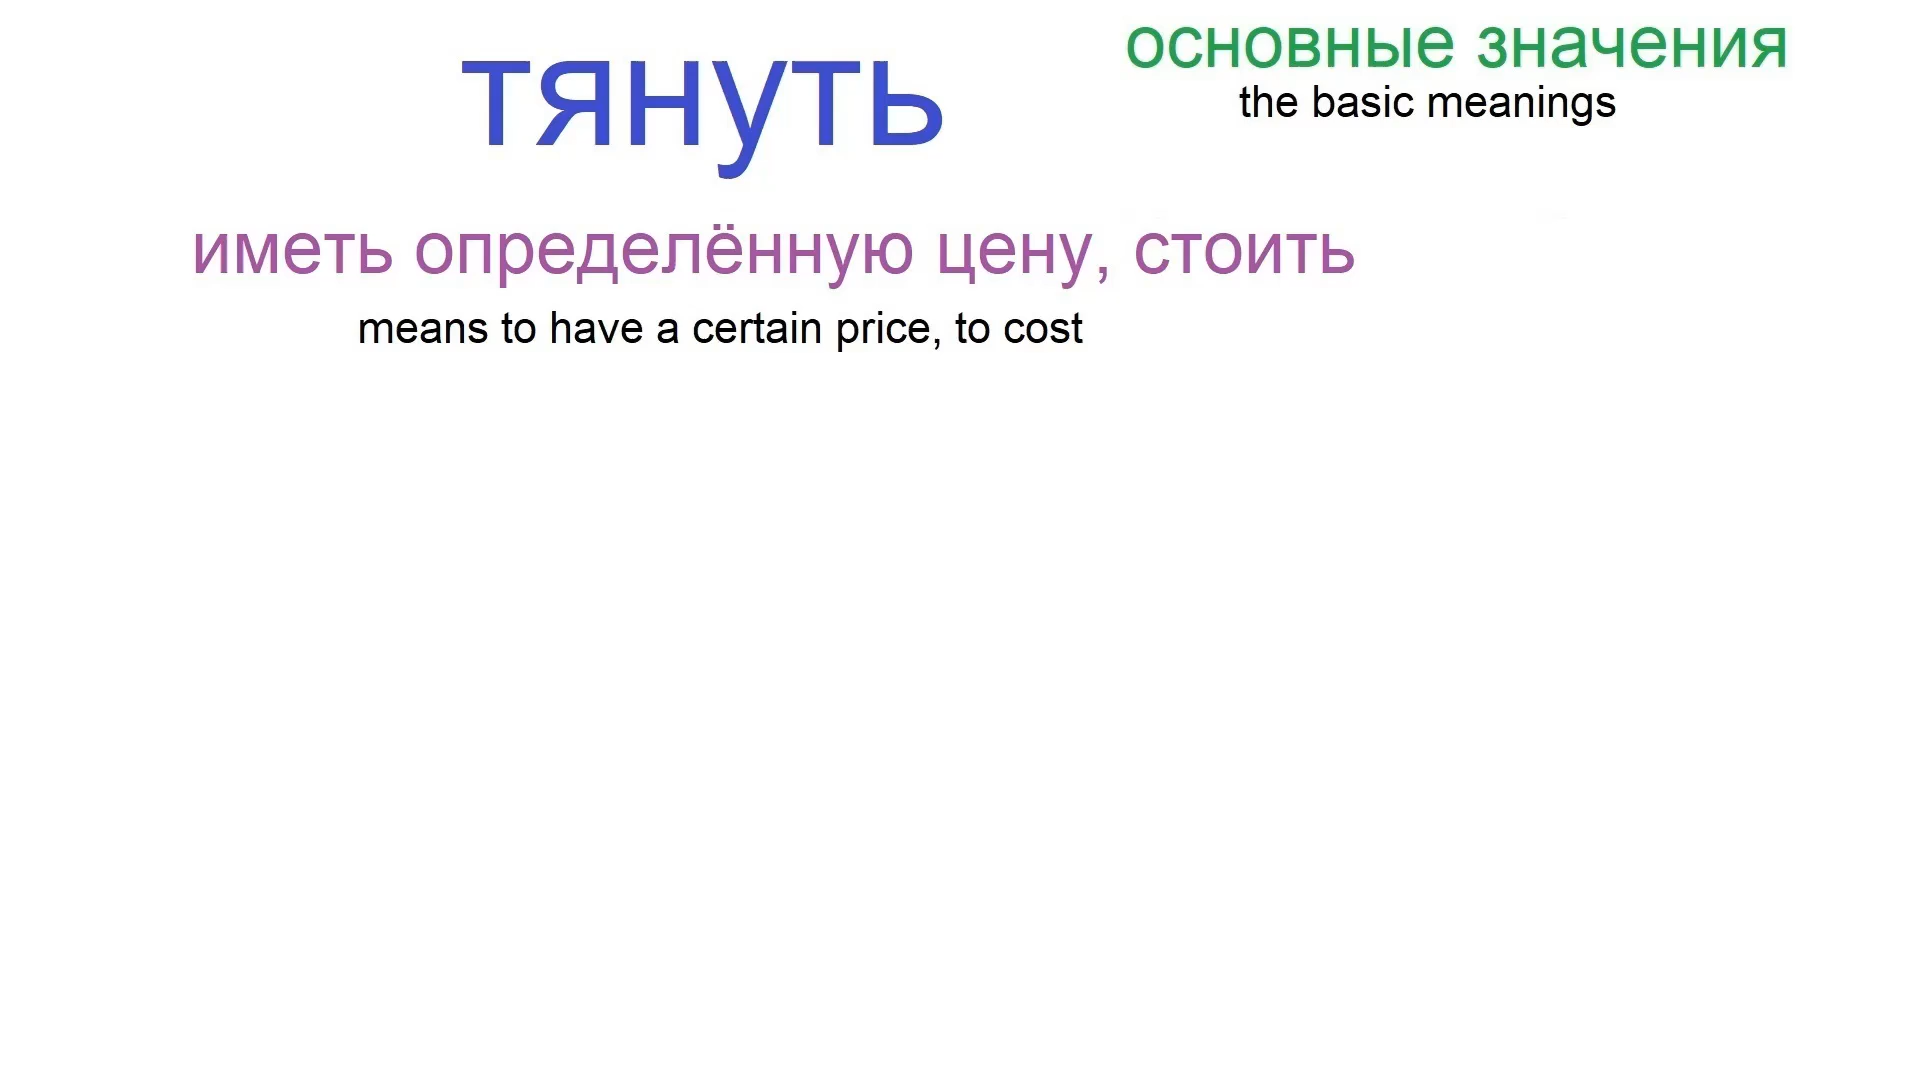 тянуть
основные значения
the basic meanings
иметь определённую цену, стоить
means to have a certain price, to cost